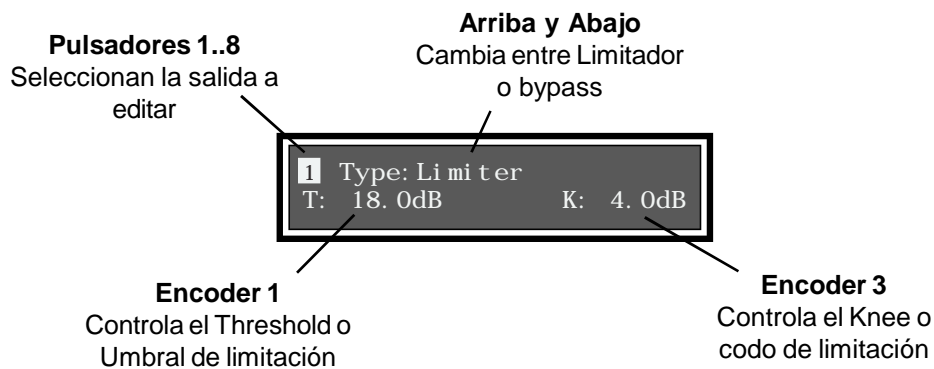 Pulsadores 1..8
Seleccionan la salida a
editar
Arriba y Abajo
Cambia entre Limitador
o bypass
1 Type: Limiter
T: 18.0dB K: 4.0dB
Encoder 1
Controla el Threshold o
Umbral de limitación
Encoder 3
Controla el Knee o
codo de limitación